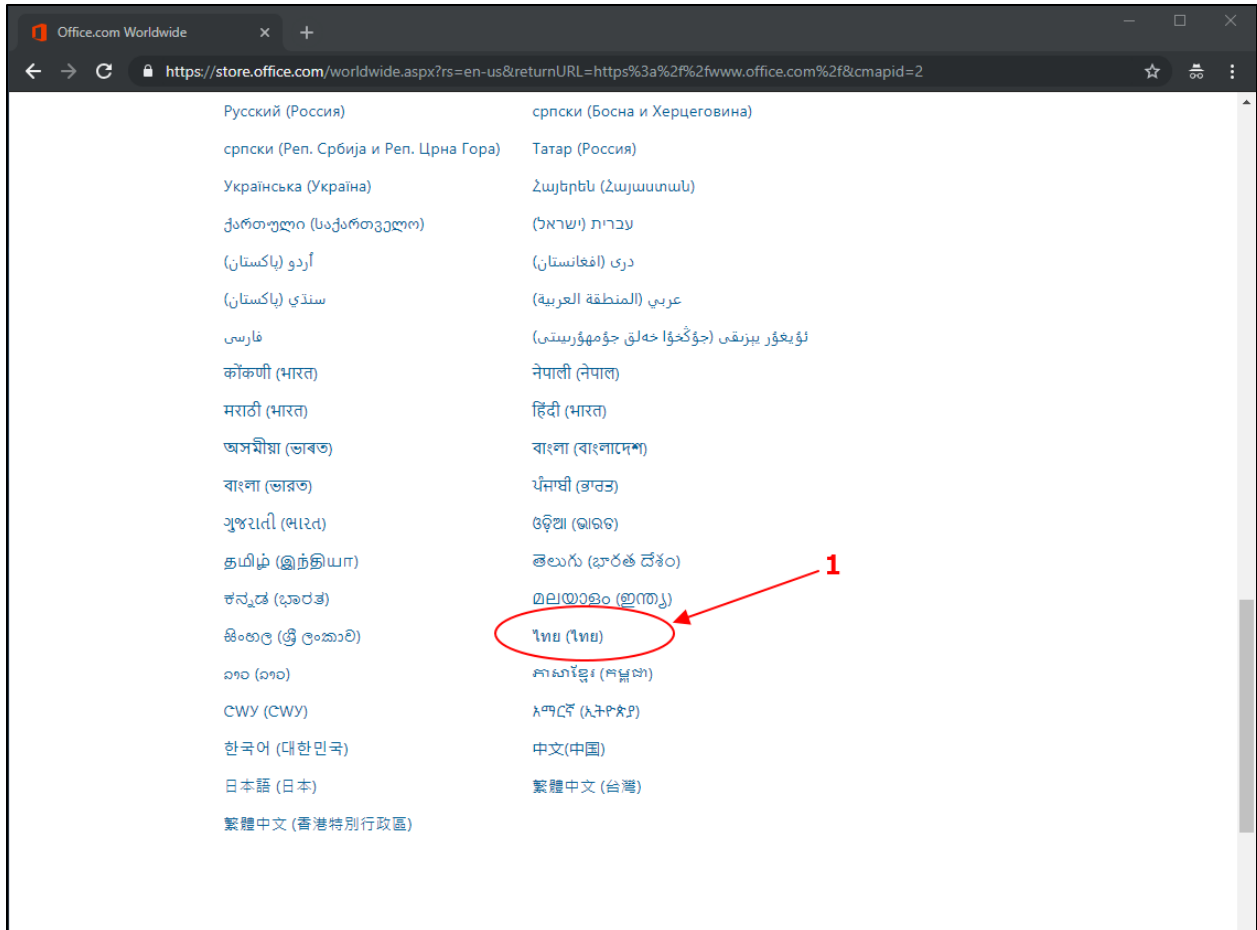 Office.com Worldwide
https://store.office.com/worldwide.aspx?rs=en-us&returnURL=https%3a%2f%2fwww.office.com%2f&cmapid=2
Русский (Россия) српски (Босна и Херцеговина)
српски (Реп. Србија и Реп. Црна Гора) Татар (Россия)
Українська (Україна) Հայերեն (Հայաստան)
ქართული (საქართველო) עברית (ישראל)
اُردو (پاکستان) درى (افغانستان)
سنڌي (پاکستان) عربي (المنطقة العربية)
فارسى ئۇيغۇر يېزىقى (جۇڭخۇا خەلق جۇمھۇرىيىتى)
कोंकणी (भारत) नेपाली (नेपाल)
मराठी (भारत) हिंदी (भारत)
অসমীয়া (ভাৰত) বাংলা (বাংলাদেশ)
বাংলা (ভারত) ਪੰਜਾਬੀ (ਭਾਰਤ)
ગુજરાતી (ભારત) ଓଡ଼ିଆ (ଭାରତ)
தமிழ் (இந்தியா) తెలుగు (భారత దేశం)
1
ಕನ್ನಡ (ಭಾರತ) മലയാളം (ഇന്ത്യ)
සිංහල (ශ්‍රී ලංකාව) ไทย (ไทย)
ລາວ (ລາວ) ភាសាខ្មែរ (កម្ពុជា)
ᏣᎳᎩ (ᏣᎳᎩ) አማርኛ (ኢትዮጵያ)
한국어 (대한민국) 中文(中国)
日本語 (日本) 繁體中文 (台灣)
繁體中文 (香港特別行政區)